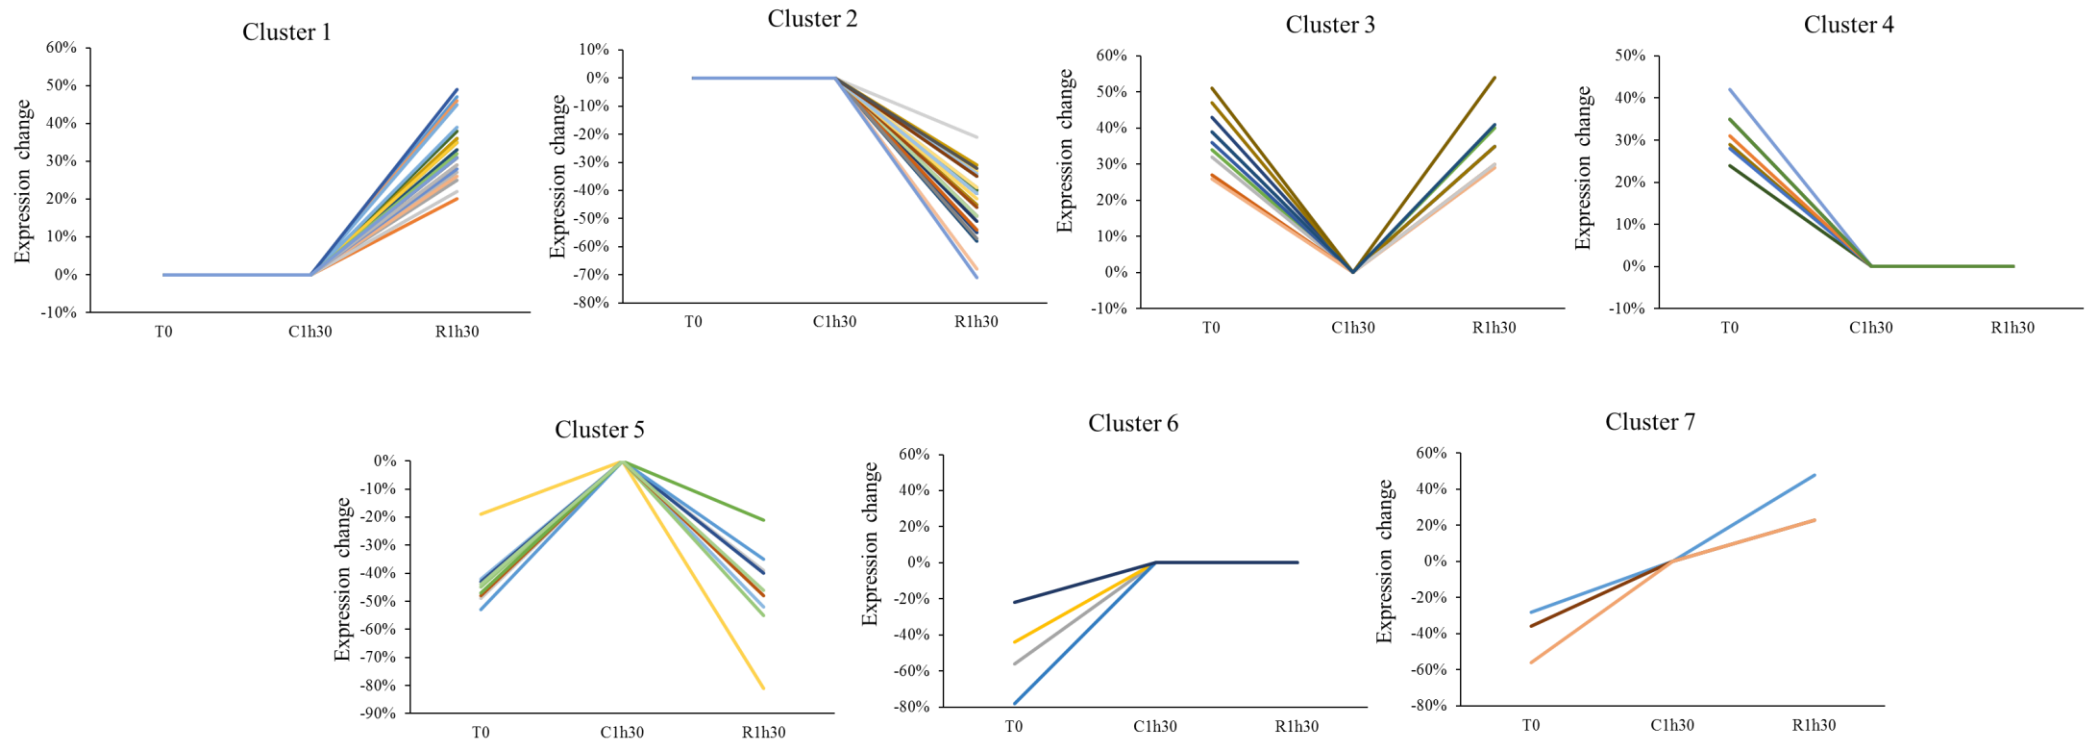 Cluster 1
Expression change
60%
50%
40%
30%
20%
10%
0%
-10%
T0
C1h30
R1h30
Cluster 2
Expression change
10%
0%
-10%
-20%
-30%
-40%
-50%
-60%
-70%
-80%
T0
C1h30
R1h30
Cluster 3
Expression change
60%
50%
40%
30%
20%
10%
0%
-10%
T0
C1h30
R1h30
Cluster 4
Expression change
50%
40%
30%
20%
10%
0%
-10%
T0
C1h30
R1h30
Cluster 5
Expression change
0%
-10%
-20%
-30%
-40%
-50%
-60%
-70%
-80%
-90%
T0
C1h30
R1h30
Cluster 6
Expression change
60%
40%
20%
0%
-20%
-40%
-60%
-80%
T0
C1h30
R1h30
Cluster 7
Expression change
60%
40%
20%
0%
-20%
-40%
-60%
-80%
T0
C1h30
R1h30